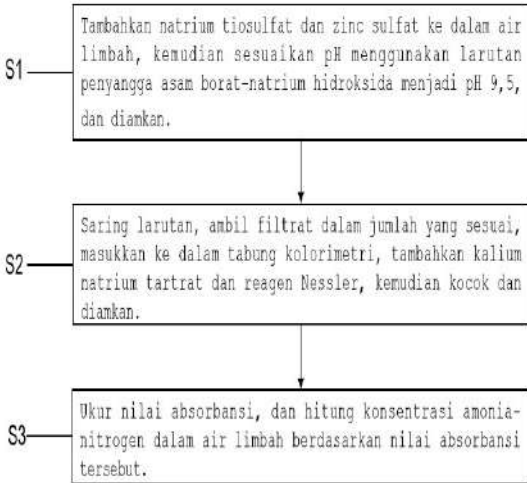 Tambahkan natrium tiosulfat dan zinc sulfat ke dalam air
limbah, kemudian sesuaikan pH menggunakan larutan
penyangga asam borat-natrium hidroksida menjadi pH 9,5,
dan diamkan.
S1
Saring larutan, ambil filtrat dalam jumlah yang sesuai,
masukkan ke dalam tabung kolorimetri, tambahkan kalium
natrium tartrat dan reagen Nessler, kemudian kocok dan
diamkan.
S2
Ukur nilai absorbansi, dan hitung konsentrasi amonia-
nitrogen dalam air limbah berdasarkan nilai absorbansi
tersebut.
S3